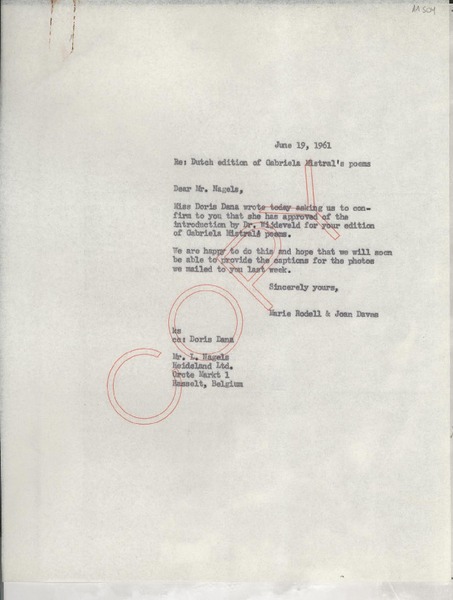 June 19, 1961
Re: Dutch edition of Gabriela Mistral's poems
Dear Mr. Nagels,
Miss Doris Dana wrote today asking us to con-
firm to you that she has approved of the
introduction by Dr. Wijdeveld for your edition
of Gabriela Mistrals poems.
We are happy to do this and hope that we will soon
be able to provide the captions for the photos
we mailed to you last week.
Sincerely yours,
Marie Rodell & Joan Daves
cc: Doris Dana
Mr. L. Nagels
Heideland Ltd.
Grote Markt 1
Hasselt, Belgium
COPY